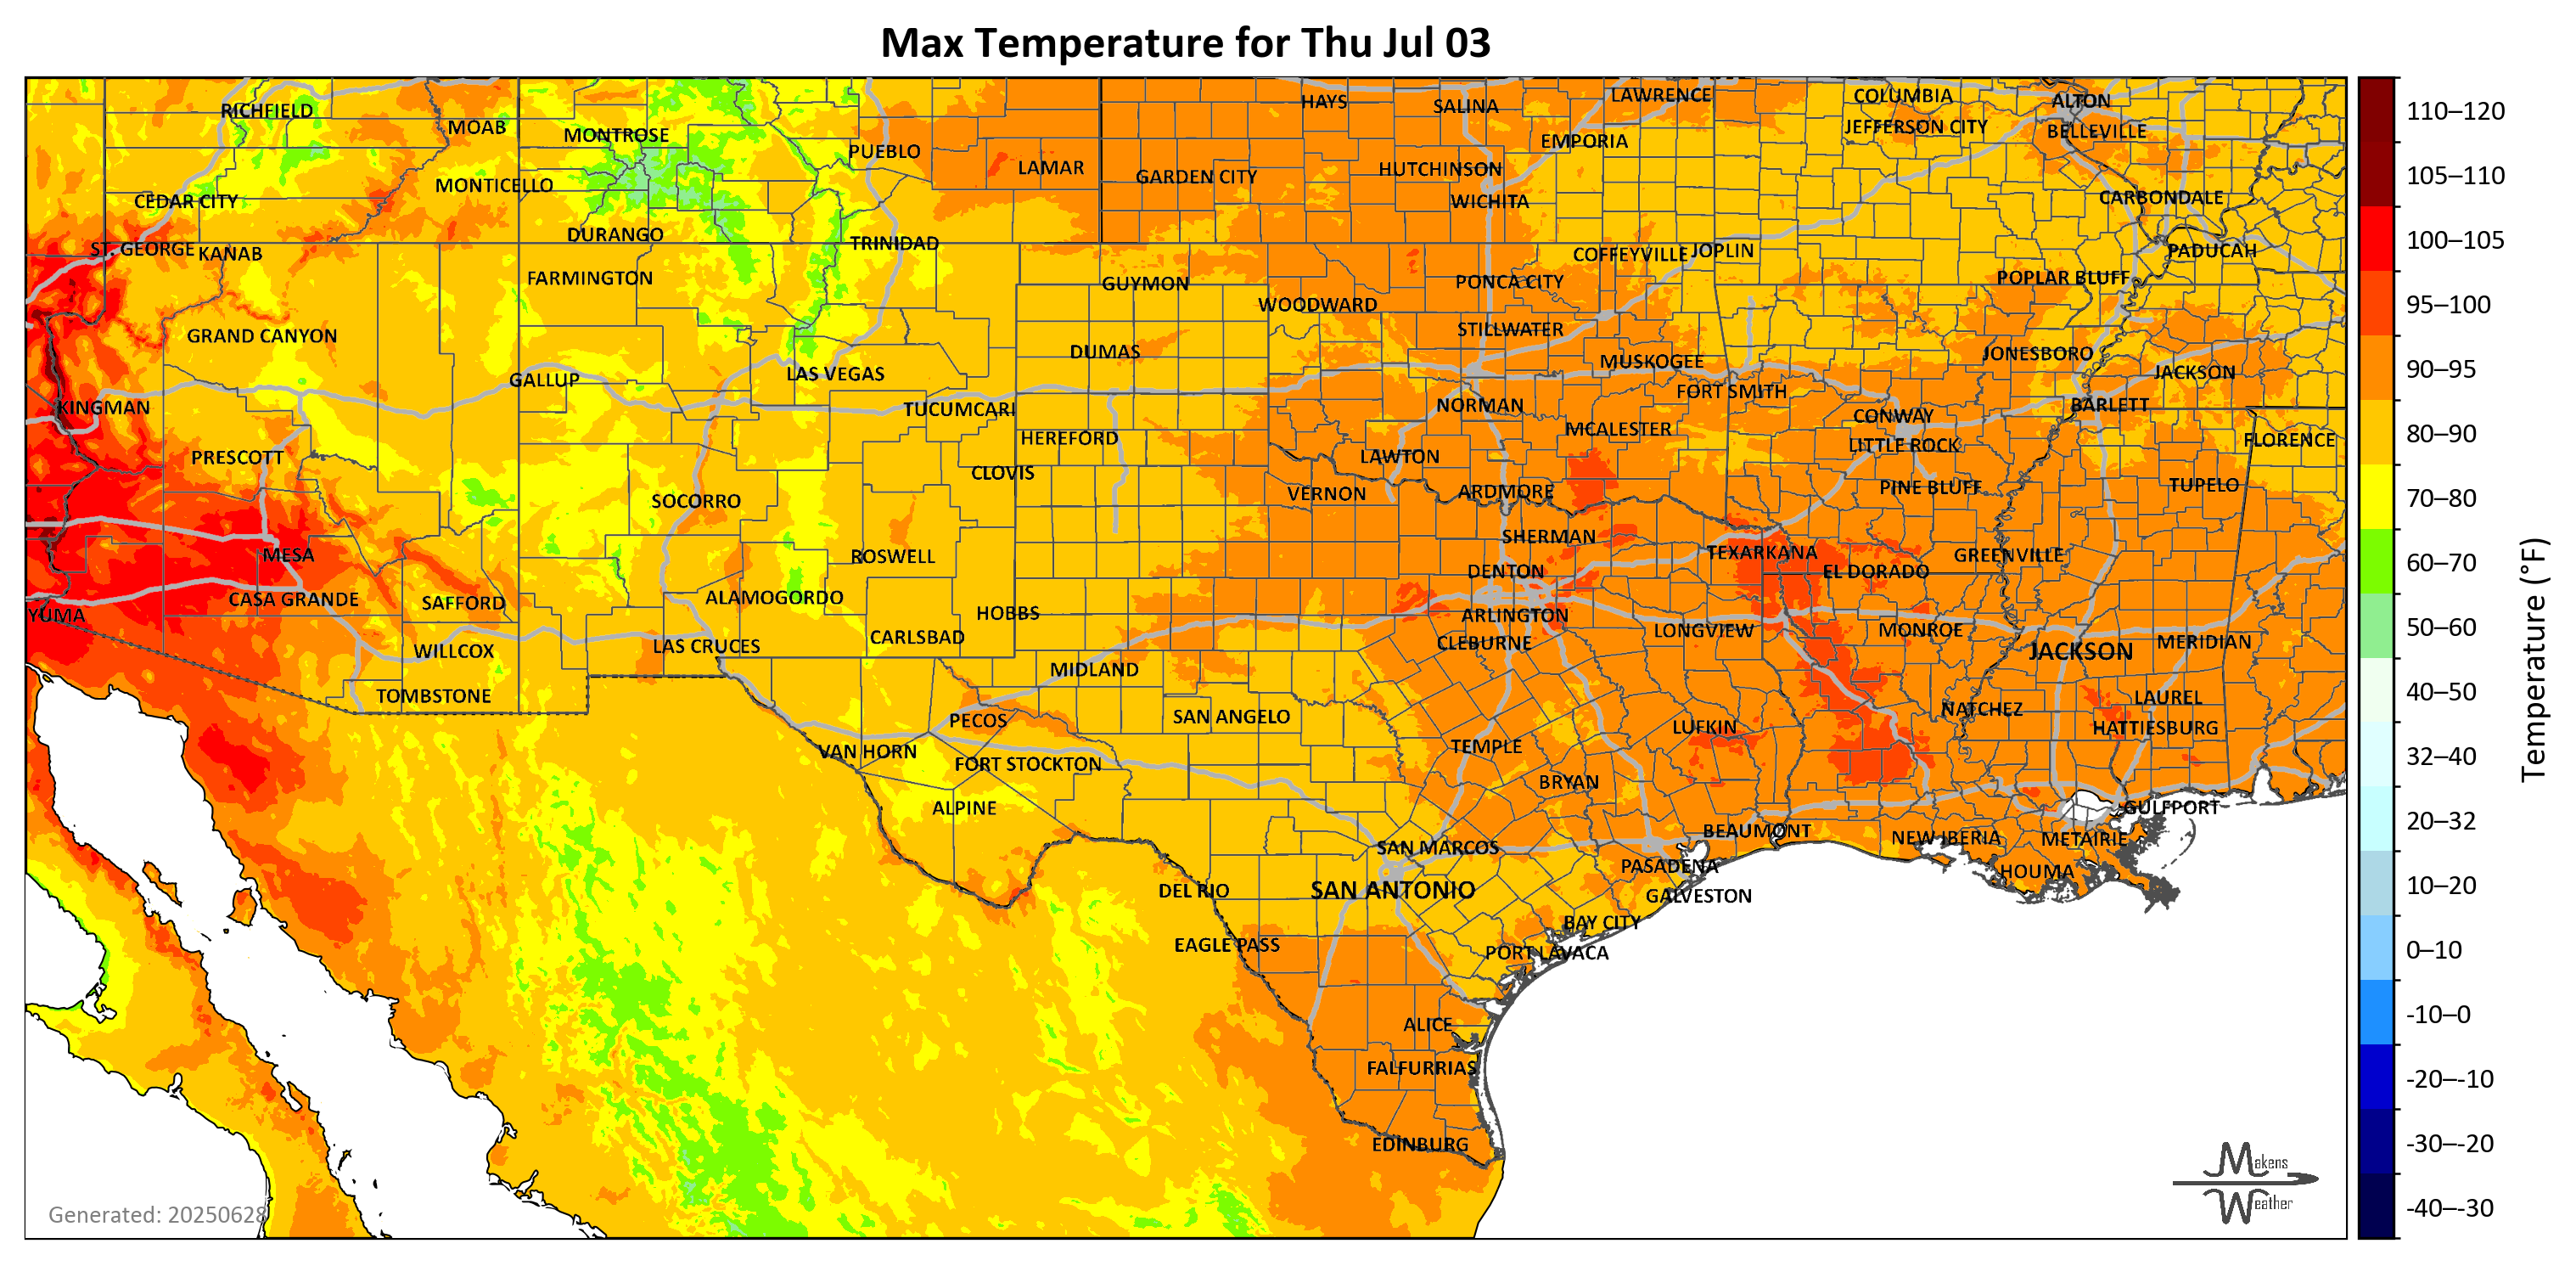 Max Temperature for Thu Jul 03
RICHFIELD
MOAB
MONTROSE
PUEBLO
LAMAR
HAYS
SALINA
LAWRENCE
EMPORIA
COLUMBIA
JEFFERSON CITY
ALTON
BELLEVILLE
GARDEN CITY
HUTCHINSON
WICHITA
CEDAR CITY
MONTICELLO
DURANGO
TRINIDAD
CARBONDALE
ST. GEORGE
KANAB
FARMINGTON
GUYMON
WOODWARD
PONCA CITY
COFFEYVILLE
JOPLIN
POPLAR BLUFF
PADUCAH
GRAND CANYON
DUMAS
STILLWATER
MUSKOGEE
JONESBORO
JACKSON
GALLUP
LAS VEGAS
FORT SMITH
KINGMAN
TUCUMCARI
NORMAN
CONWAY
BARLETT
HEREFORD
MCALESTER
LITTLE ROCK
FLORENCE
PRESCOTT
CLOVIS
LAWTON
SOCORRO
VERNON
ARDMORE
PINE BLUFF
TUPELO
MESA
ROSWELL
SHERMAN
TEXARKANA
GREENVILLE
DENTON
EL DORADO
CASA GRANDE
SAFFORD
ALAMOGORDO
HOBBS
YUMA
ARLINGTON
WILLCOX
LAS CRUCES
CARLSBAD
CLEBURNE
LONGVIEW
MONROE
JACKSON
MERIDIAN
TOMBSTONE
MIDLAND
LAUREL
PECOS
SAN ANGELO
NATCHEZ
LUFKIN
HATTIESBURG
VAN HORN
FORT STOCKTON
TEMPLE
BRYAN
ALPINE
GULFPORT
SAN MARCOS
BEAUMONT
NEW IBERIA
METAIRIE
PASADENA
HOUMA
DEL RIO
SAN ANTONIO
GALVESTON
EAGLE PASS
BAY CITY
PORT LAVACA
ALICE
FALFURRIAS
EDINBURG
Generated: 20250628
Makens
Weather
110–120
105–110
100–105
95–100
90–95
80–90
70–80
60–70
50–60
40–50
32–40
20–32
10–20
0–10
-10–0
-20–-10
-30–-20
-40–-30
Temperature (°F)